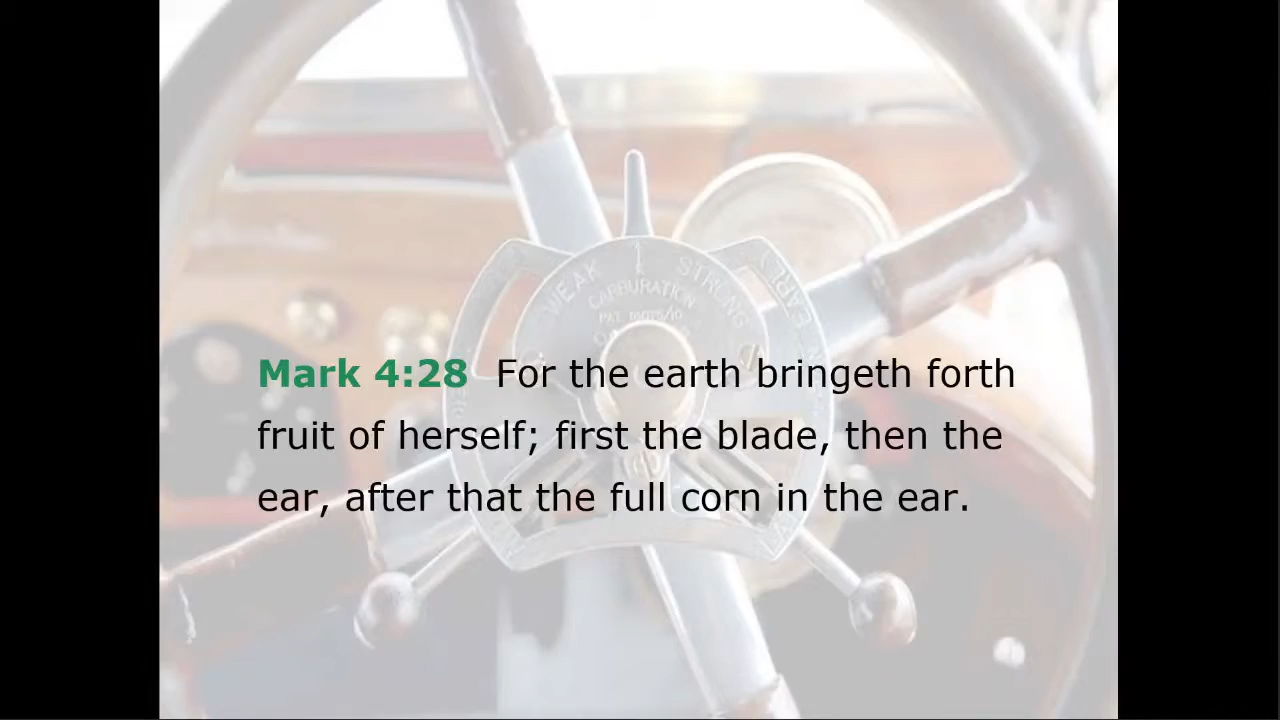 WEAK
STRONG
EARLY
CARBURATION
Mark 4:28 For the earth bringeth forth
fruit of herself; first the blade, then the
ear, after that the full corn in the ear.